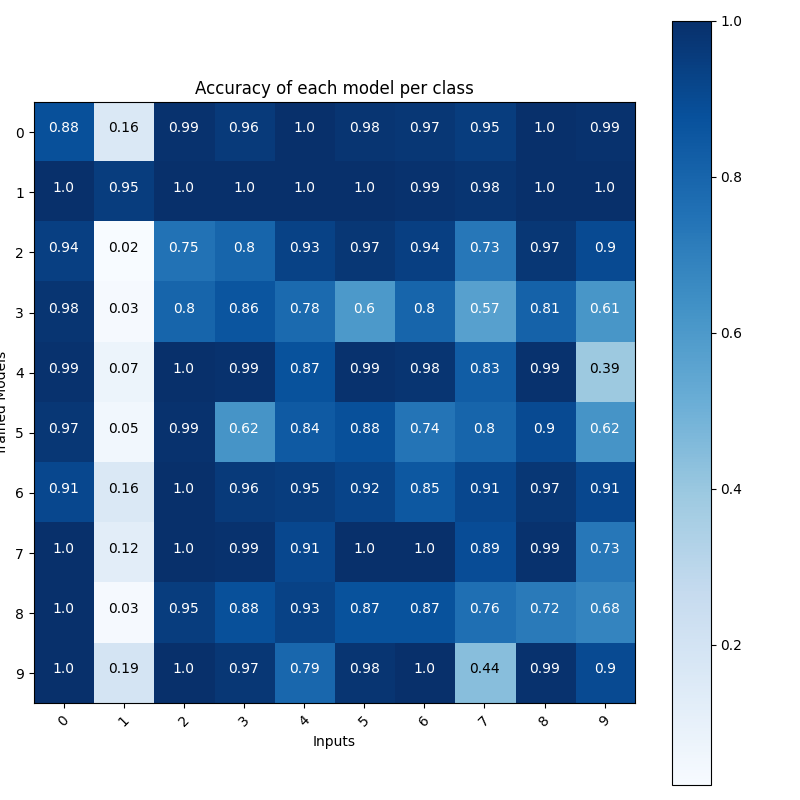 Accuracy of each model per class
0 0.88 0.16 0.99 0.96 1.0 0.98 0.97 0.95 1.0 0.99
1 1.0 0.95 1.0 1.0 1.0 1.0 0.99 0.98 1.0 1.0
2 0.94 0.02 0.75 0.8 0.93 0.97 0.94 0.73 0.97 0.9
3 0.98 0.03 0.8 0.86 0.78 0.6 0.8 0.57 0.81 0.61
4 0.99 0.07 1.0 0.99 0.87 0.99 0.98 0.83 0.99 0.39
5 0.97 0.05 0.99 0.62 0.84 0.88 0.74 0.8 0.9 0.62
6 0.91 0.16 1.0 0.96 0.95 0.92 0.85 0.91 0.97 0.91
7 1.0 0.12 1.0 0.99 0.91 1.0 1.0 0.89 0.99 0.73
8 1.0 0.03 0.95 0.88 0.93 0.87 0.87 0.76 0.72 0.68
9 1.0 0.19 1.0 0.97 0.79 0.98 1.0 0.44 0.99 0.9
0 1 2 3 4 5 6 7 8 9
Inputs
Models
1.0
0.8
0.6
0.4
0.2